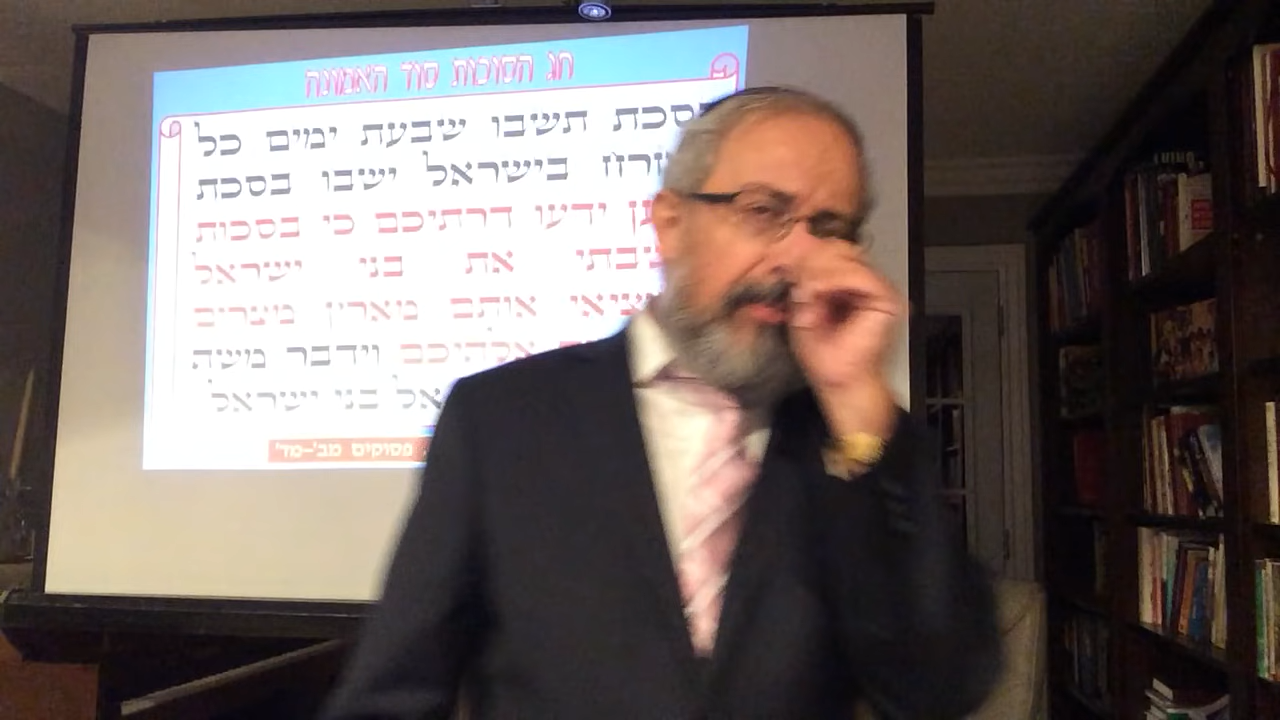 חג הסוכות סוד האמונה
בסכת תשבו שבעת ימים כל
בישראל ישבו בסכת
ידעו דרתיכם כי בסכות
את בני ישראל
אותם מארץ מצרים
אלהיכם וידבר משה
בני ישראל
פסוקים מב'-מד'